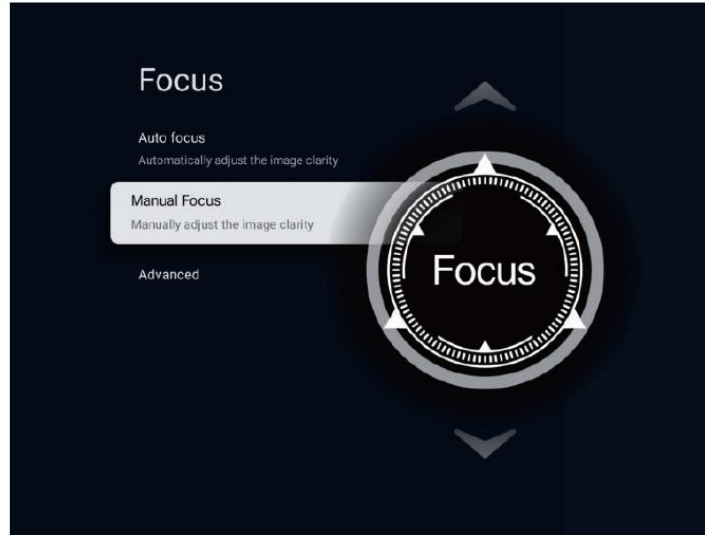 Focus
Auto focus
Automatically adjust the image clarity
Manual Focus
Manually adjust the image clarity
Advanced
Focus